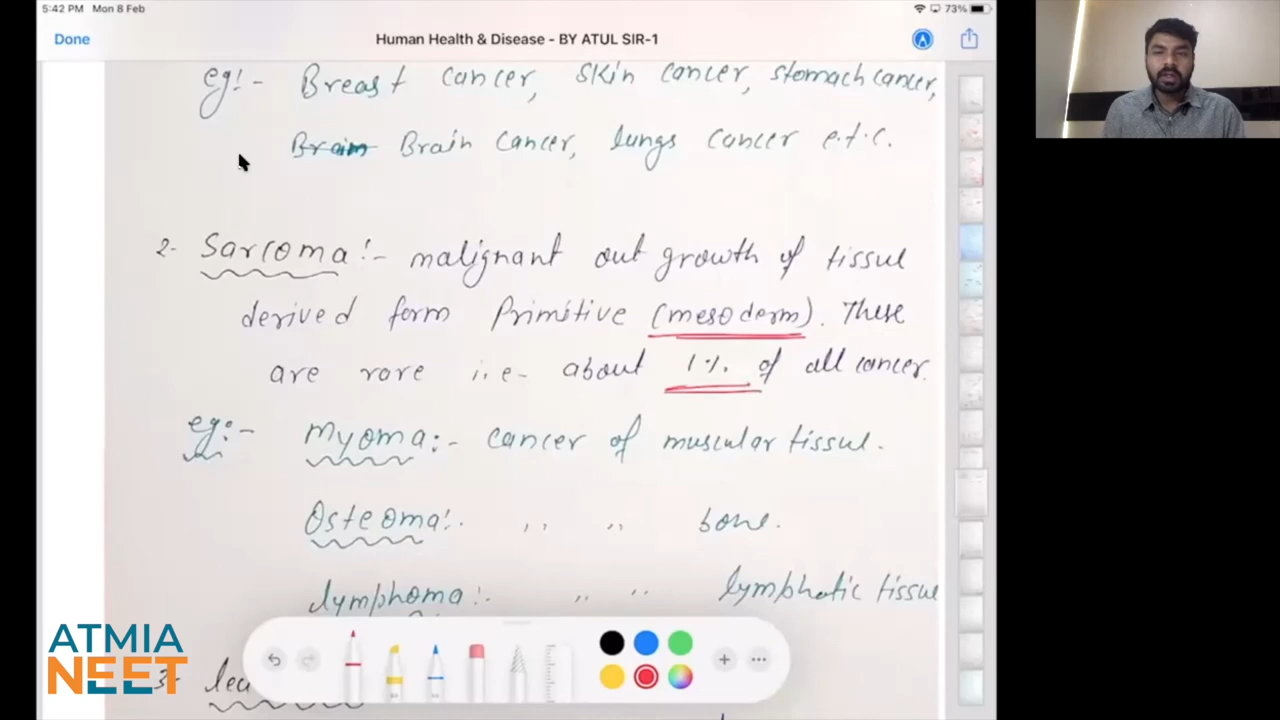 5:42 PM Mon 8 Feb
73%
Done
Human Health & Disease - BY ATUL SIR-1
eg:- Breast cancer, skin cancer, stomach cancer,
Brain Brain cancer, lungs cancer e.t.c.
2- Sarcoma:- malignant out growth of tissue
derived form Primitive (mesoderm). These
are rare i.e- about 1% of all cancer.
eg:- Myoma:- cancer of muscular tissue.
Osteoma:- ,, ,, bone.
lymphoma:- ,, ,, lymphatic tissue
3- lea
ATMIA
NEET